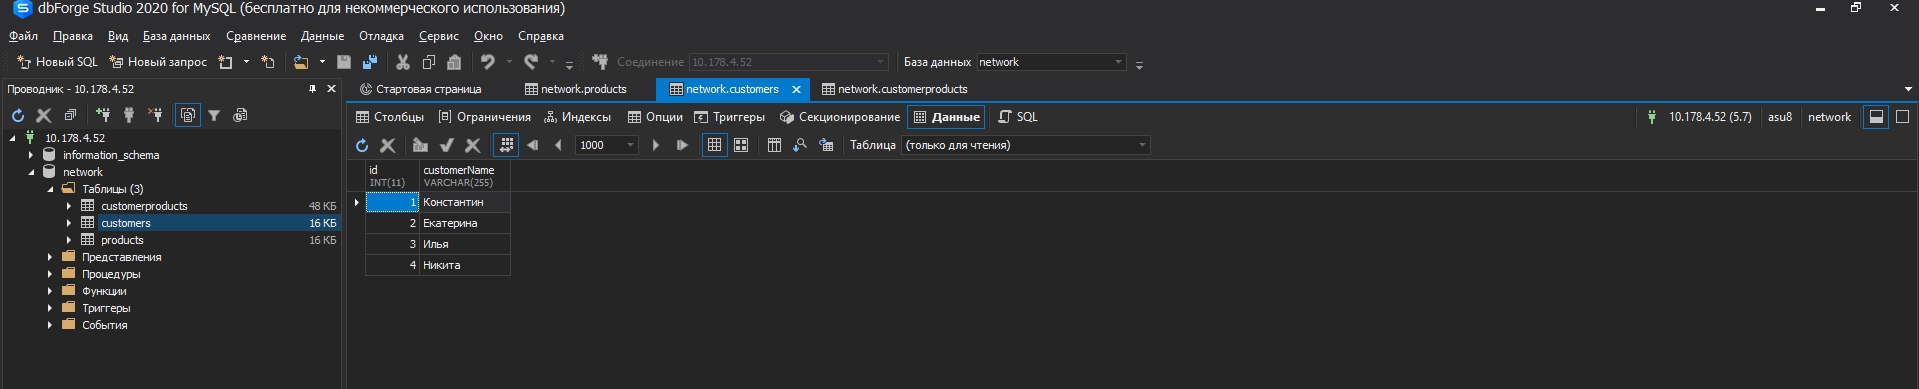 dbForge Studio 2020 for MySQL (бесплатно для некоммерческого использования)
Файл Правка Вид База данных Сравнение Данные Отладка Сервис Окно Справка
Новый SQL Новый запрос Соединение 10.178.4.52 База данных network
Проводник - 10.178.4.52
Стартовая страница network.products network.customers network.customerproducts
Столбцы Ограничения Индексы Опции Триггеры Секционирование Данные SQL 10.178.4.52 (5.7) asu8 network
1000 Таблица (только для чтения)
10.178.4.52
information_schema
network
Таблицы (3)
customerproducts 48 КБ
customers 16 КБ
products 16 КБ
Представления
Процедуры
Функции
Триггеры
События
id customerName
INT(11) VARCHAR(255)
1 Константин
2 Екатерина
3 Илья
4 Никита